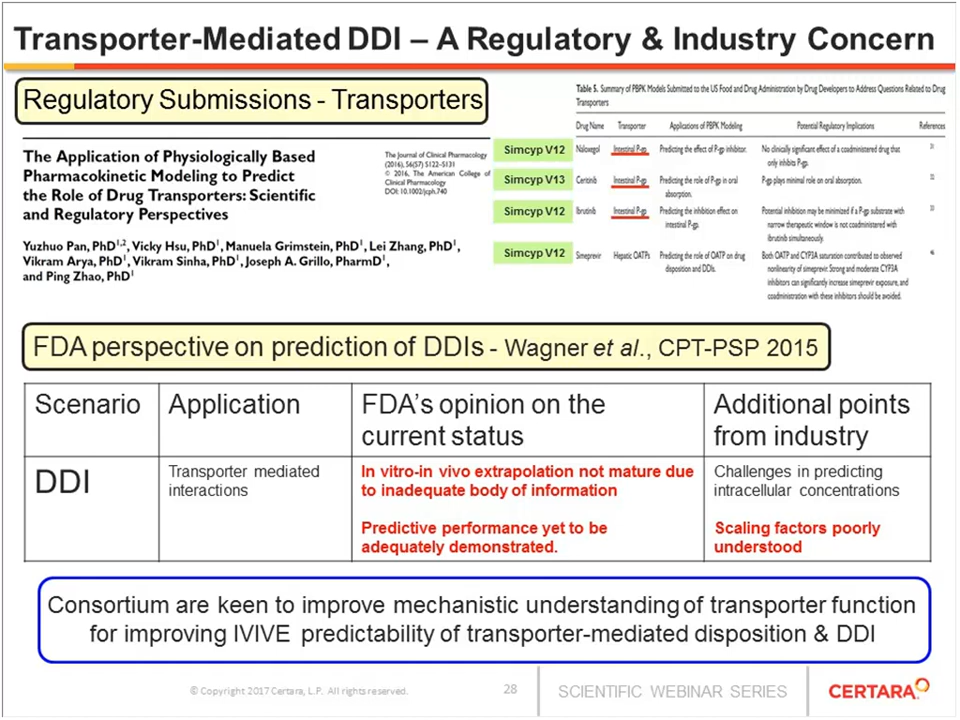 Transporter-Mediated DDI – A Regulatory & Industry Concern
Regulatory Submissions - Transporters
The Application of Physiologically Based
Pharmacokinetic Modeling to Predict
the Role of Drug Transporters: Scientific
and Regulatory Perspectives
The Journal of Clinical Pharmacology
(2016), 56(S7) S122–S131
© 2016, The American College of
Clinical Pharmacology
DOI: 10.1002/jcph.740
Yuzhuo Pan, PhD1,2, Vicky Hsu, PhD1, Manuela Grimstein, PhD1, Lei Zhang, PhD1,
Vikram Arya, PhD1, Vikram Sinha, PhD1, Joseph A. Grillo, PharmD1,
and Ping Zhao, PhD1
Table 5. Summary of PBPK Models Submitted to the US Food and Drug Administration by Drug Developers to Address Questions Related to Drug
Transporters
Drug Name Transporter Applications of PBPK Modeling Potential Regulatory Implications References
Simcyp V12 Naloxegol Intestinal P-gp Predicting the effect of P-gp inhibitor. No clinically significant effect of a coadministered drug that
only inhibits P-gp.
Simcyp V13 Ceritinib Intestinal P-gp Predicting the role of P-gp in oral P-gp plays minimal role on oral absorption.
absorption.
Simcyp V12 Ibrutinib Intestinal P-gp Predicting the inhibition effect on Potential inhibition may be minimized if a P-gp substrate with
intestinal P-gp. narrow therapeutic window is not coadministered with
ibrutinib simultaneously.
Simcyp V12 Simeprevir Hepatic OATPs Predicting the role of OATP on drug Both OATP and CYP3A saturation contributed to observed
disposition and DDIs. nonlinearity of simeprevir. Strong and moderate CYP3A
inhibitors can significantly increase simeprevir exposure, and
coadministration with these inhibitors should be avoided.
FDA perspective on prediction of DDIs - Wagner et al., CPT-PSP 2015
Scenario Application FDA's opinion on the Additional points
current status from industry
DDI Transporter mediated In vitro-in vivo extrapolation not mature due Challenges in predicting
interactions to inadequate body of information intracellular concentrations
Predictive performance yet to be Scaling factors poorly
adequately demonstrated. understood
Consortium are keen to improve mechanistic understanding of transporter function
for improving IVIVE predictability of transporter-mediated disposition & DDI
© Copyright 2017 Certara, L.P. All rights reserved. 28 SCIENTIFIC WEBINAR SERIES CERTARA